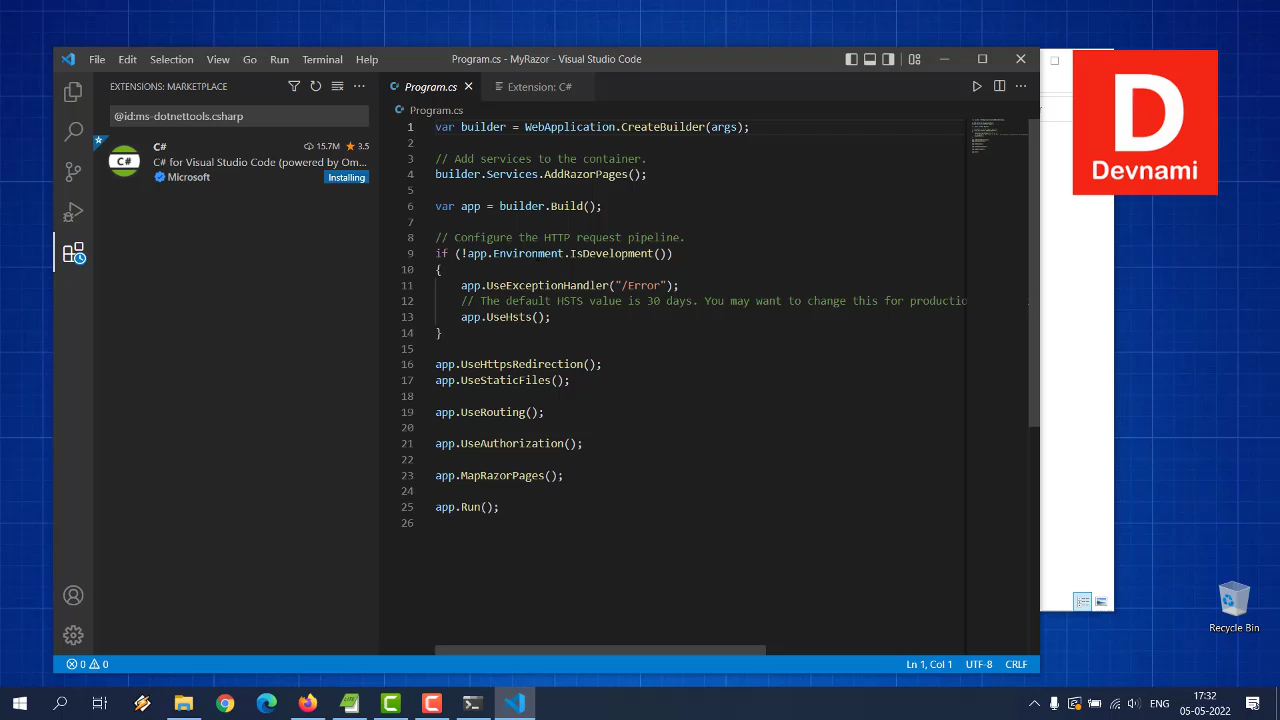 File Edit Selection View Go Run Terminal Help
Program.cs - MyRazor - Visual Studio Code
EXTENSIONS: MARKETPLACE
@id:ms-dotnettools.csharp
C# 15.7M 3.5
C# for Visual Studio Code (powered by Om...
Microsoft Installing
C#
Program.cs
Extension: C#
Program.cs
1 var builder = WebApplication.CreateBuilder(args);
2
3 // Add services to the container.
4 builder.Services.AddRazorPages();
5
6 var app = builder.Build();
7
8 // Configure the HTTP request pipeline.
9 if (!app.Environment.IsDevelopment())
10 {
11 app.UseExceptionHandler("/Error");
12 // The default HSTS value is 30 days. You may want to change this for productio
13 app.UseHsts();
14 }
15
16 app.UseHttpsRedirection();
17 app.UseStaticFiles();
18
19 app.UseRouting();
20
21 app.UseAuthorization();
22
23 app.MapRazorPages();
24
25 app.Run();
26
0 0
Ln 1, Col 1 UTF-8 CRLF
D
Devnami
Recycle Bin
ENG
17:32
05-05-2022